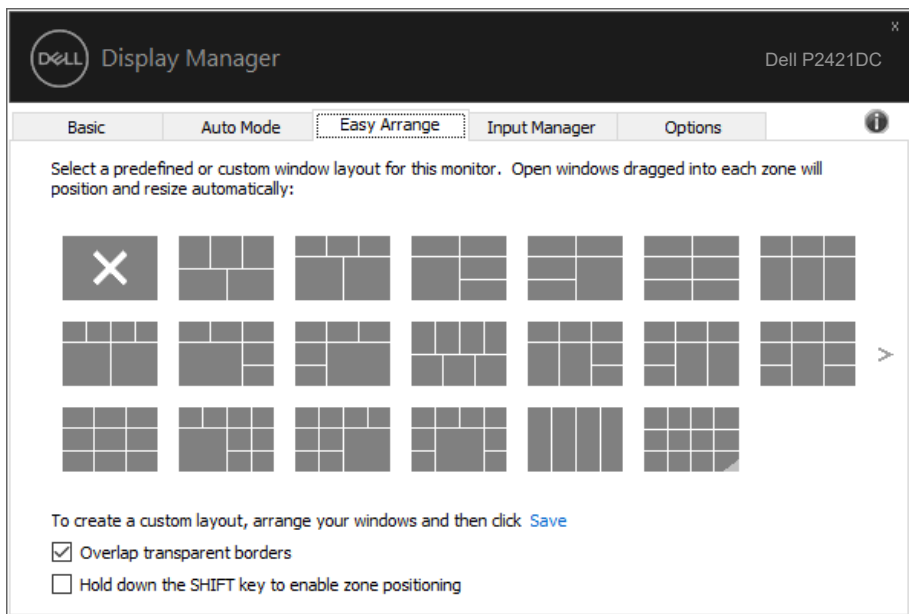 x
DELL Display Manager
Dell P2421DC
Basic Auto Mode Easy Arrange Input Manager Options
Select a predefined or custom window layout for this monitor. Open windows dragged into each zone will
position and resize automatically:
>
To create a custom layout, arrange your windows and then click Save
Overlap transparent borders
Hold down the SHIFT key to enable zone positioning